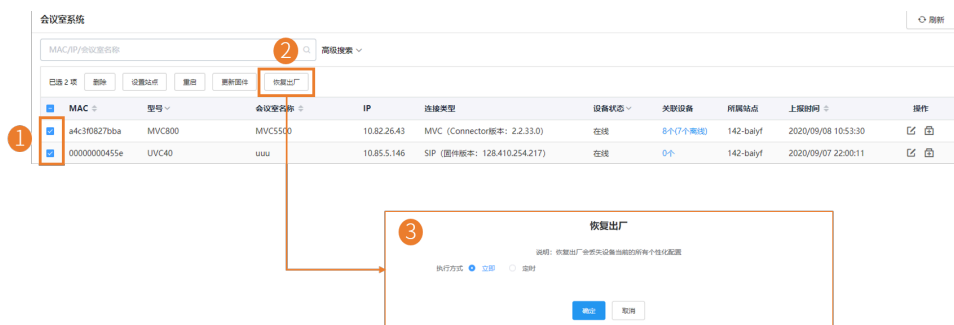 会议室系统
刷新
MAC/IP/会议室名称
2
高级搜索
已选 2 项 删除 设置站点 重启 更新固件 恢复出厂
MAC 型号 会议室名称 IP 连接类型 设备状态 关联设备 所属站点 上报时间 操作
1
a4c3f0827bba MVC800 MVC5500 10.82.26.43 MVC（Connector版本：2.2.33.0） 在线 8个(7个离线) 142-baiyf 2020/09/08 10:53:30
00000000455e UVC40 uuu 10.85.5.146 SIP（固件版本：128.410.254.217） 在线 0个 142-baiyf 2020/09/07 22:00:11
3
恢复出厂
说明：恢复出厂会丢失设备当前的所有个性化配置
执行方式 立即 定时
确定 取消